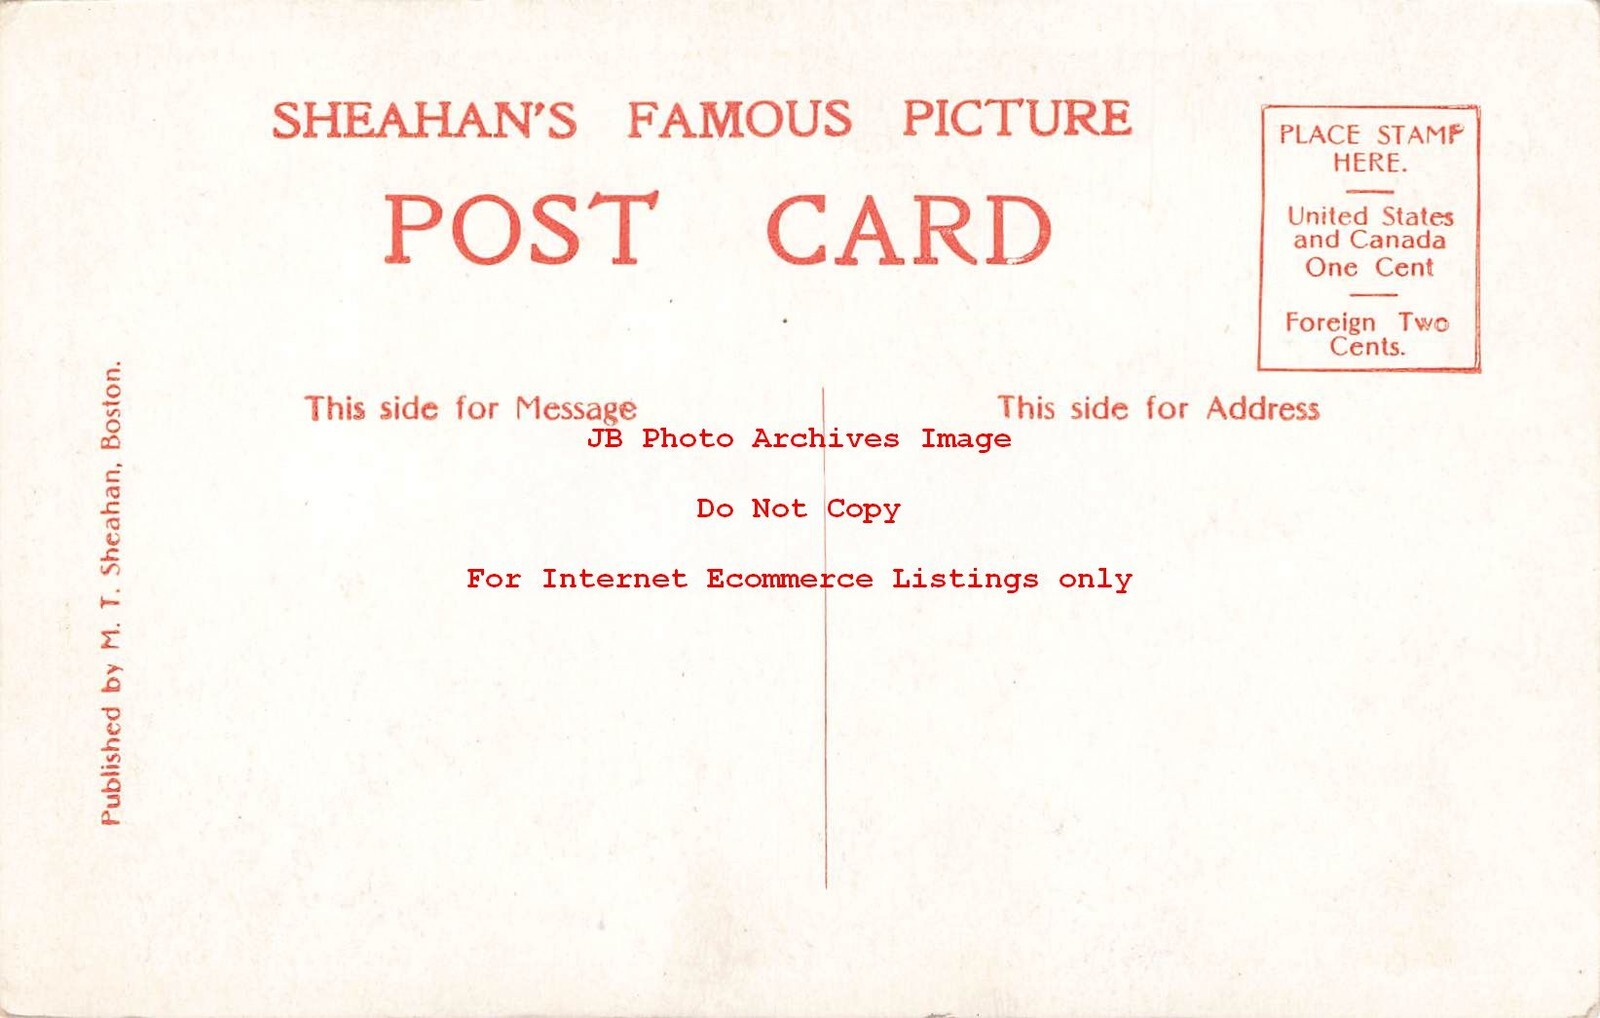 SHEAHAN'S FAMOUS PICTURE
POST CARD
PLACE STAMP
HERE.
United States
and Canada
One Cent
Foreign Two
Cents.
This side for Message
This side for Address
JB Photo Archives Image
Do Not Copy
For Internet Ecommerce Listings only
Published by M. T. Sheahan, Boston.